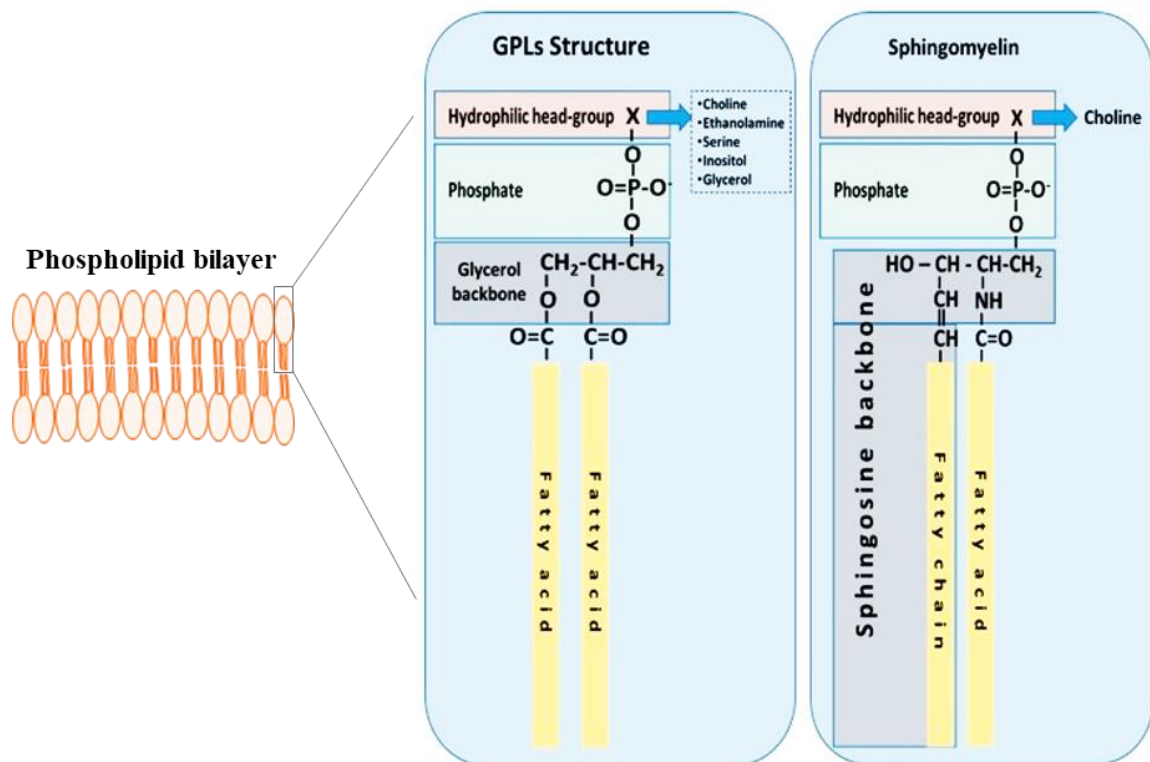 Phospholipid bilayer
GPLs Structure
Hydrophilic head-group X
•Choline
•Ethanolamine
•Serine
•Inositol
•Glycerol
O
Phosphate
O=P-O-
O
Glycerol
backbone
CH₂-CH-CH₂
O O
O=C C=O
Fatty acid
Fatty acid
Sphingomyelin
Hydrophilic head-group X
Choline
O
Phosphate
O=P-O-
O
HO – CH - CH-CH₂
CH NH
CH C=O
Sphingosine backbone
Fatty chain
Fatty acid